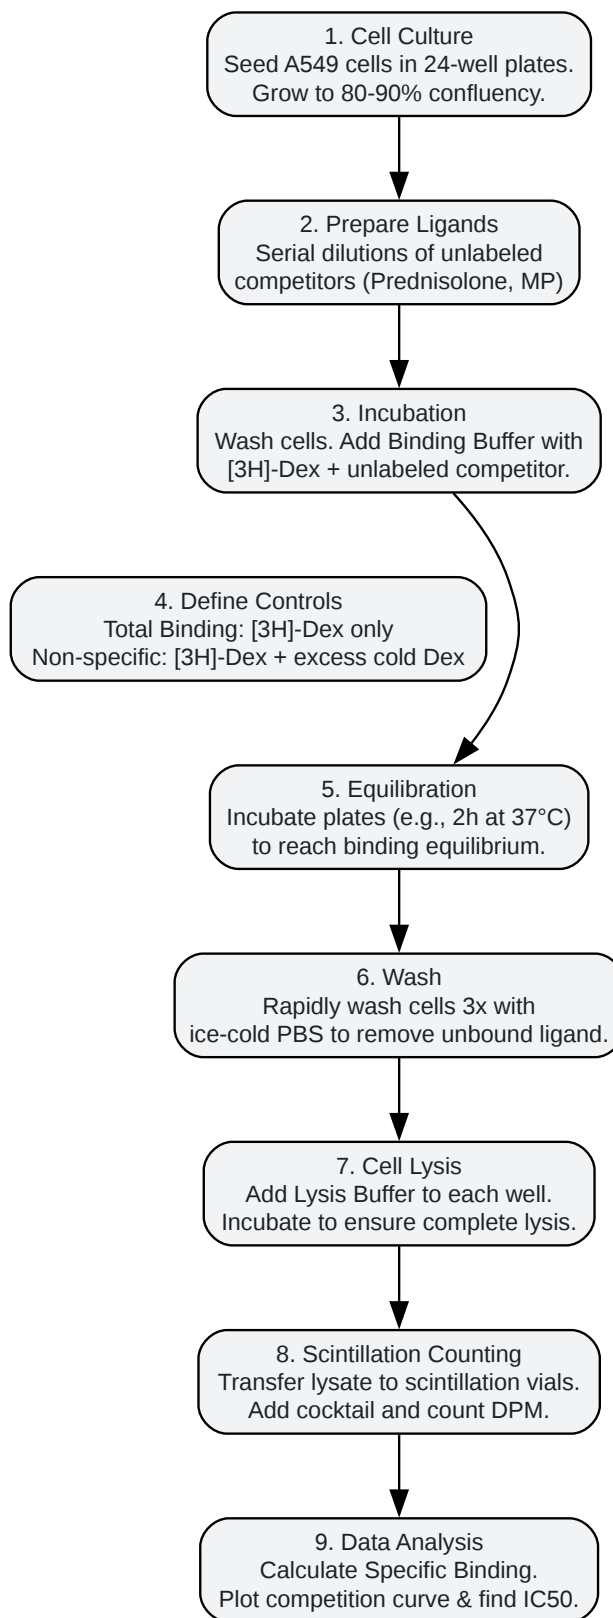 1. Cell Culture
Seed A549 cells in 24-well plates.
Grow to 80-90% confluency.
2. Prepare Ligands
Serial dilutions of unlabeled
competitors (Prednisolone, MP)
3. Incubation
Wash cells. Add Binding Buffer with
[3H]-Dex + unlabeled competitor.
4. Define Controls
Total Binding: [3H]-Dex only
Non-specific: [3H]-Dex + excess cold Dex
5. Equilibration
Incubate plates (e.g., 2h at 37°C)
to reach binding equilibrium.
6. Wash
Rapidly wash cells 3x with
ice-cold PBS to remove unbound ligand.
7. Cell Lysis
Add Lysis Buffer to each well.
Incubate to ensure complete lysis.
8. Scintillation Counting
Transfer lysate to scintillation vials.
Add cocktail and count DPM.
9. Data Analysis
Calculate Specific Binding.
Plot competition curve & find IC50.